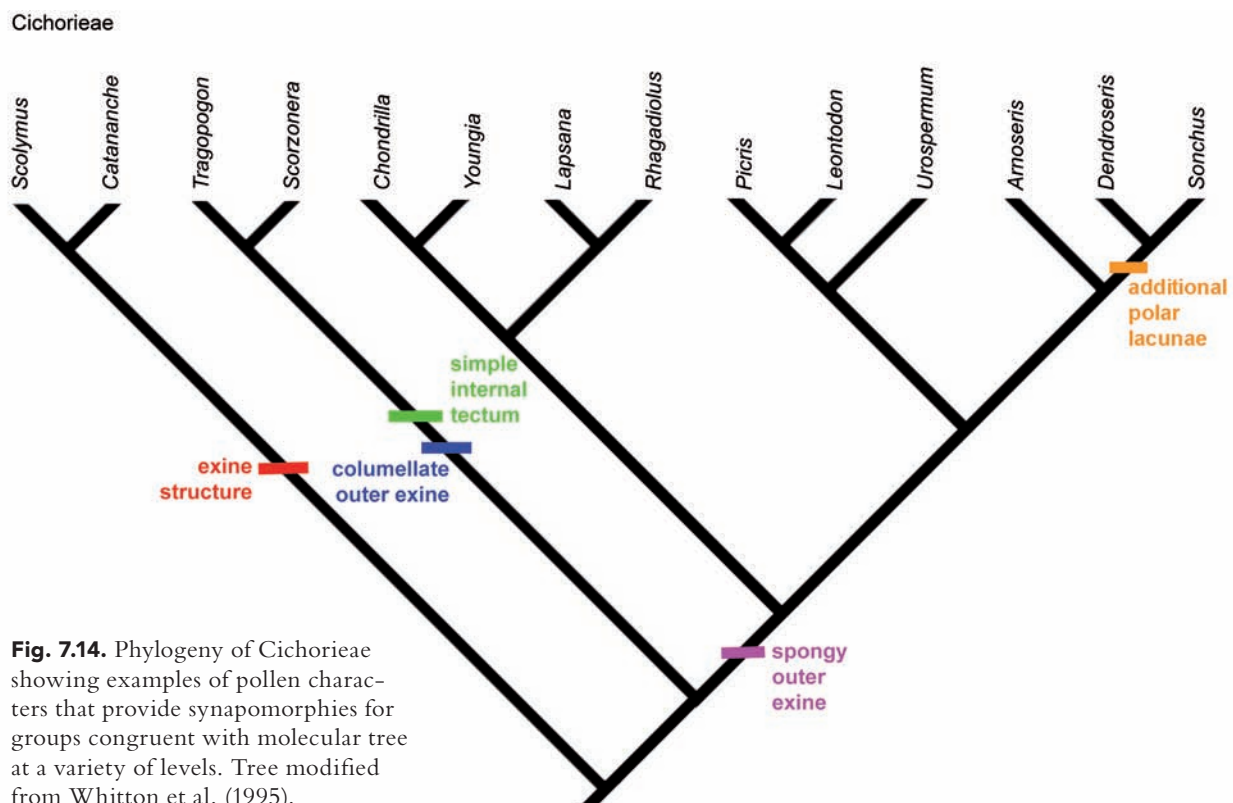 Cichorieae
Scolymus
Catananche
Tragopogon
Scorzonera
Chondrilla
Youngia
Lapsana
Rhagadiolus
Picris
Leontodon
Urospermum
Arnoseris
Dendroseris
Sonchus
additional
polar
lacunae
simple
internal
tectum
exine
structure
columellate
outer exine
spongy
outer
exine
Fig. 7.14. Phylogeny of Cichorieae
showing examples of pollen charac-
ters that provide synapomorphies for
groups congruent with molecular tree
at a variety of levels. Tree modified
from Whitton et al. (1995).